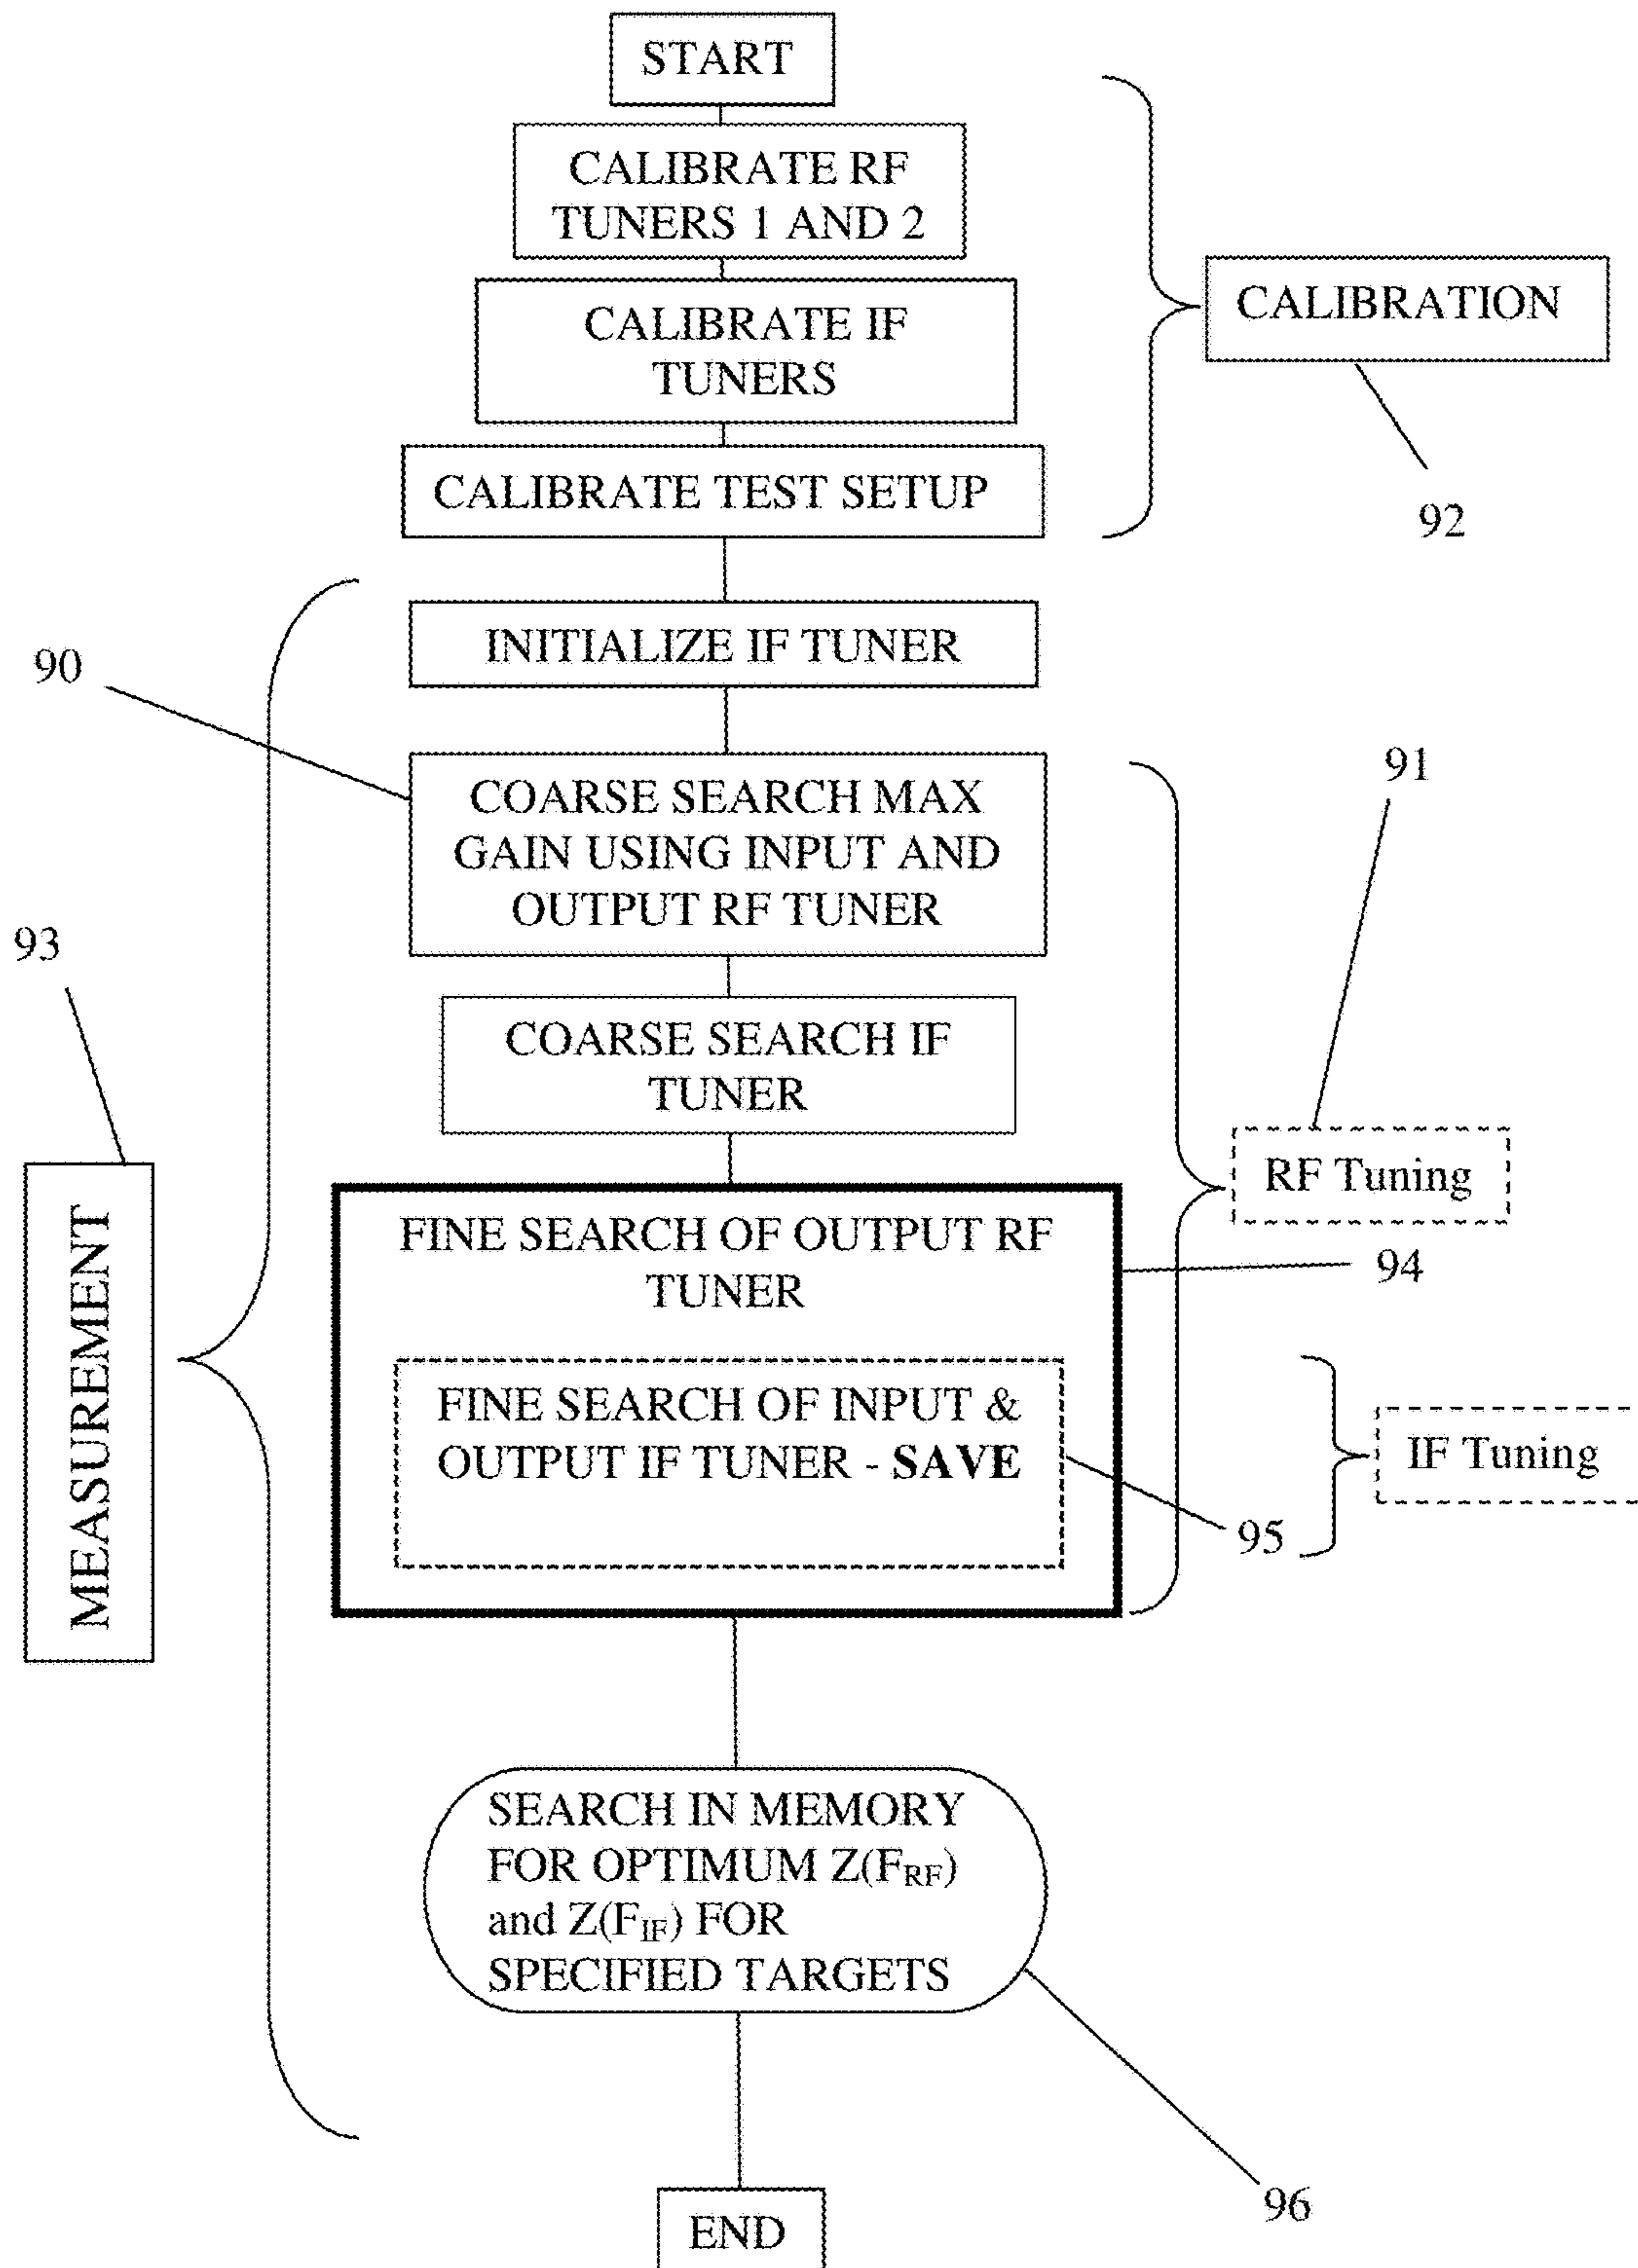 START
CALIBRATE RF
TUNERS 1 AND 2
CALIBRATE IF
TUNERS
CALIBRATION
CALIBRATE TEST SETUP
92
INITIALIZE IF TUNER
90
COARSE SEARCH MAX
GAIN USING INPUT AND
OUTPUT RF TUNER
91
93
COARSE SEARCH IF
TUNER
RF Tuning
MEASUREMENT
FINE SEARCH OF OUTPUT RF
TUNER
94
FINE SEARCH OF INPUT &
OUTPUT IF TUNER - SAVE
IF Tuning
95
SEARCH IN MEMORY
FOR OPTIMUM Z(F_RF)
and Z(F_IF) FOR
SPECIFIED TARGETS
96
END